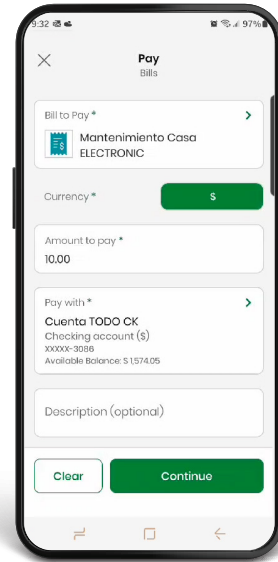 9:32
97%
Pay
Bills
Bill to Pay *
Mantenimiento Casa
ELECTRONIC
Currency *
$
Amount to pay *
10.00
Pay with *
Cuenta TODO CK
Checking account ($)
XXXXX-3086
Available Balance: $ 1,574.05
Description (optional)
Clear
Continue